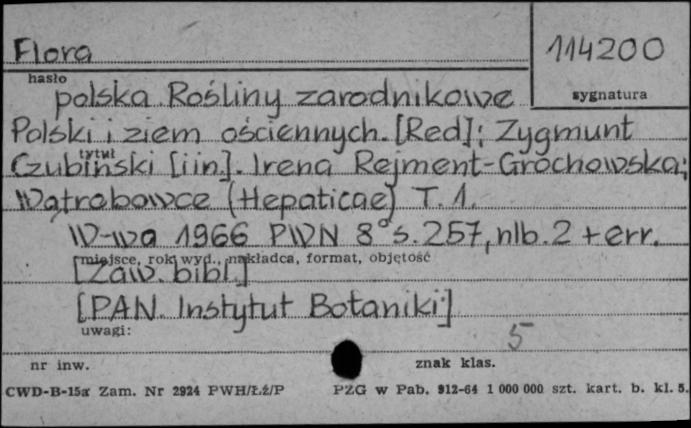 Flora
114200
hasło
sygnatura
polska. Rośliny zarodnikowe
Polski i ziem ościennych. [Red]: Zygmunt
tytuł
Czubiński [i in.]. Irena Rejment-Grochowska;
Wątrobowce (Hepaticae) T. 1.
W-wa 1966 PWN 8° s. 257, nlb. 2 + err.
miejsce, rok wyd., nakładca, format, objętość
[Zaw. bibl.]
[PAN. Instytut Botaniki]
uwagi:
5
nr inw.
znak klas.
CWD-B-15a Zam. Nr 2924 PWH/Łź/P
PZG w Pab. 912-64 1 000 000 szt. kart. b. kl. 5.